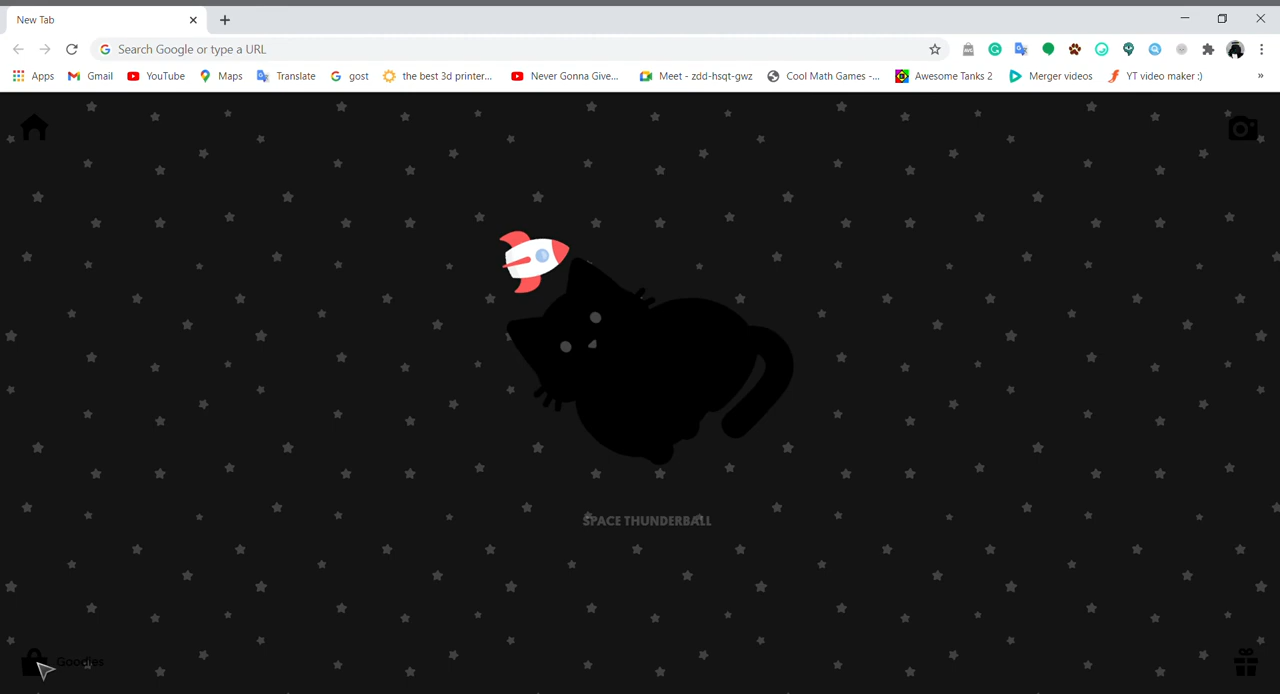 New Tab
Search Google or type a URL
Apps Gmail YouTube Maps Translate gost the best 3d printer... Never Gonna Give... Meet - zdd-hsqt-gwz Cool Math Games -... Awesome Tanks 2 Merger videos YT video maker :) »
SPACE THUNDERBALL
Goodies